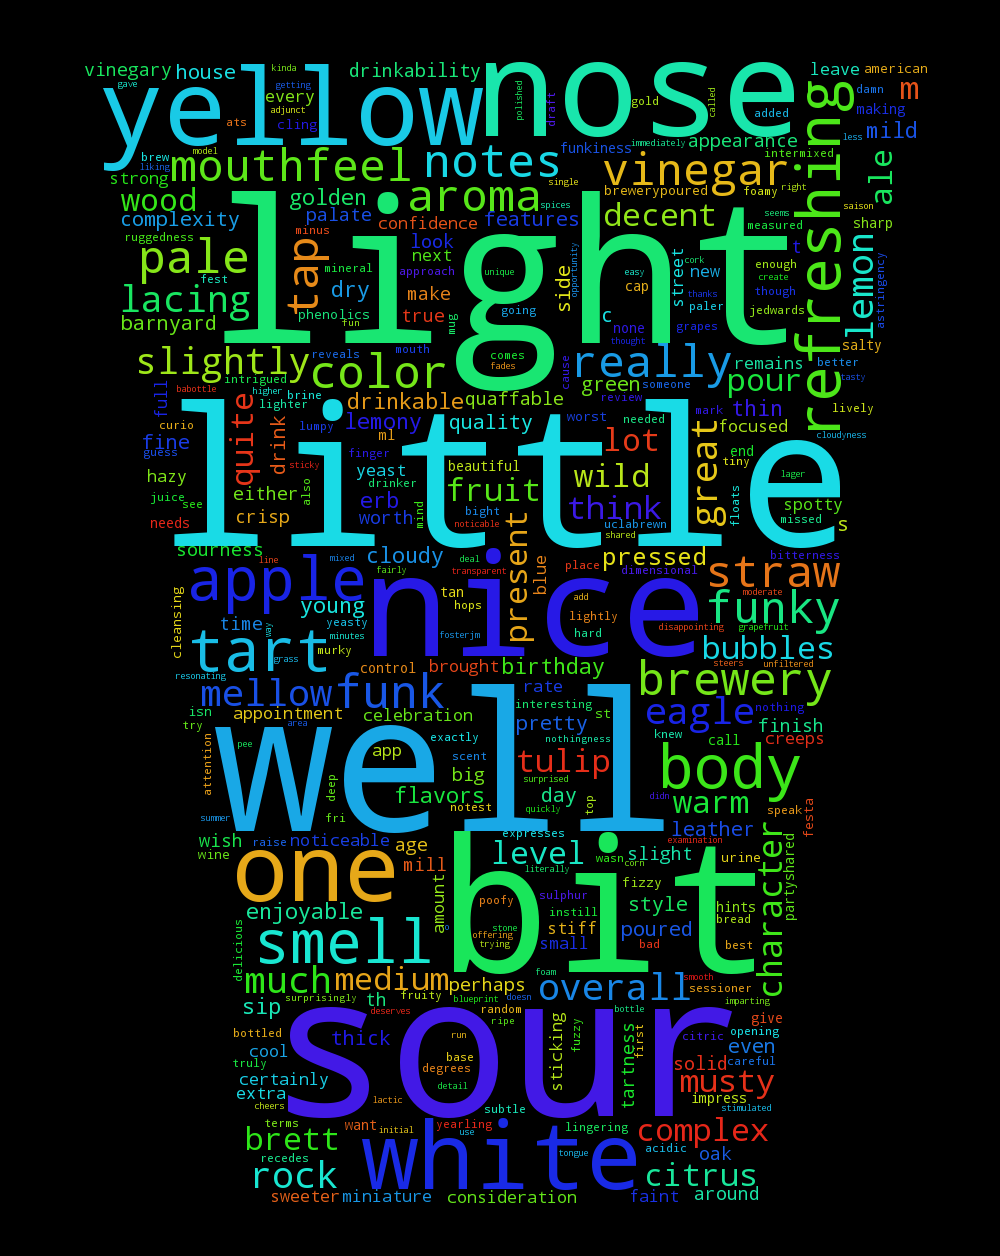 kinda
american
vinegary house yellow nose drinkability leave
gave getting every adjunct polished gold called added damn m
ats cling draft making mild
brew model notes funkiness immediately appearance less
liking mouthfeel vinegar intermixed refreshing ale
strong wood golden aroma single brewerypoured foamy right saison
complexity palate confidence features spices decent seems measured sharp
ruggedness minus look street t lemon astringency
pale tap next opportunity side new cork enough
fest mineral approach unique easy cap though create
lacing dry make going thanks paler jedwards
barnyard phenolics true mug light c none grapes salty
fun thought
slightly reveals mouth comes really remains better
color fades cause green someone pour tasty
babottle intrigued higher brine drinkable quaffable review
full curio lighter lemony quality worst needed mark thin lively
quite drink lumpy ml lot great focused cloudyness
fine guess finger wild end tiny
hazy sticky yeast beautiful floats lager
juice see either also erb drinker fruit think spotty
needs crisp worth mind bight uclabrewn missed s
noticable shared little
sourness line mixed cloudy deal present blue pressed bitterness
apple fairly transparent place dimensional straw
cleansing young tan nice add moderate
time yeasty hops lightly funky
tart way minutes fosterjm hard disappointing grapefruit
murky bubbles
resonating grass control brought birthday steers unfiltered
mellow funk rate brewery
isn appointment celebration interesting st eagle nothing
try area pretty knew finish
attention pee app exactly nothingness call creeps
well scent tulip body
deep big surprised
flavors day warm
summer fri notest quickly top speak festa
wish raise noticeable expresses didn leather examination
wine one age level wasn slight character partyshared
mill literally corn urine
amount bit sulphur fizzy
enjoyable poofy instill style hints
o stone stiff poured bread
delicious smell offering trying small bad best
much medium perhaps foam overall smooth sessioner
sip surprisingly th fruity blueprint doesn imparting
deserves random bottle give
bottled thick run ripe sticking fuzzy first citric opening
cool base tartness even
truly degrees solid careful
certainly sour musty
extra detail impress
cheers lactic subtle stimulated
terms want initial yearling use lingering complex
brett white acidic
recedes tongue oak
rock citrus
sweeter miniature consideration faint around